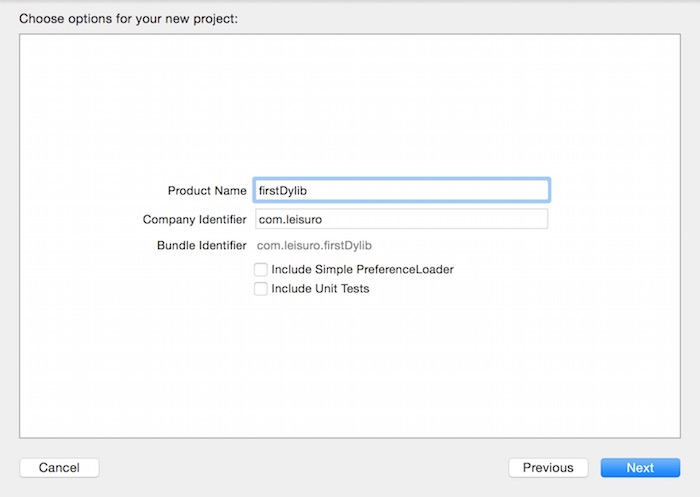 Choose options for your new project:
Product Name firstDylib
Company Identifier com.leisuro
Bundle Identifier com.leisuro.firstDylib
Include Simple PreferenceLoader
Include Unit Tests
Cancel Previous Next